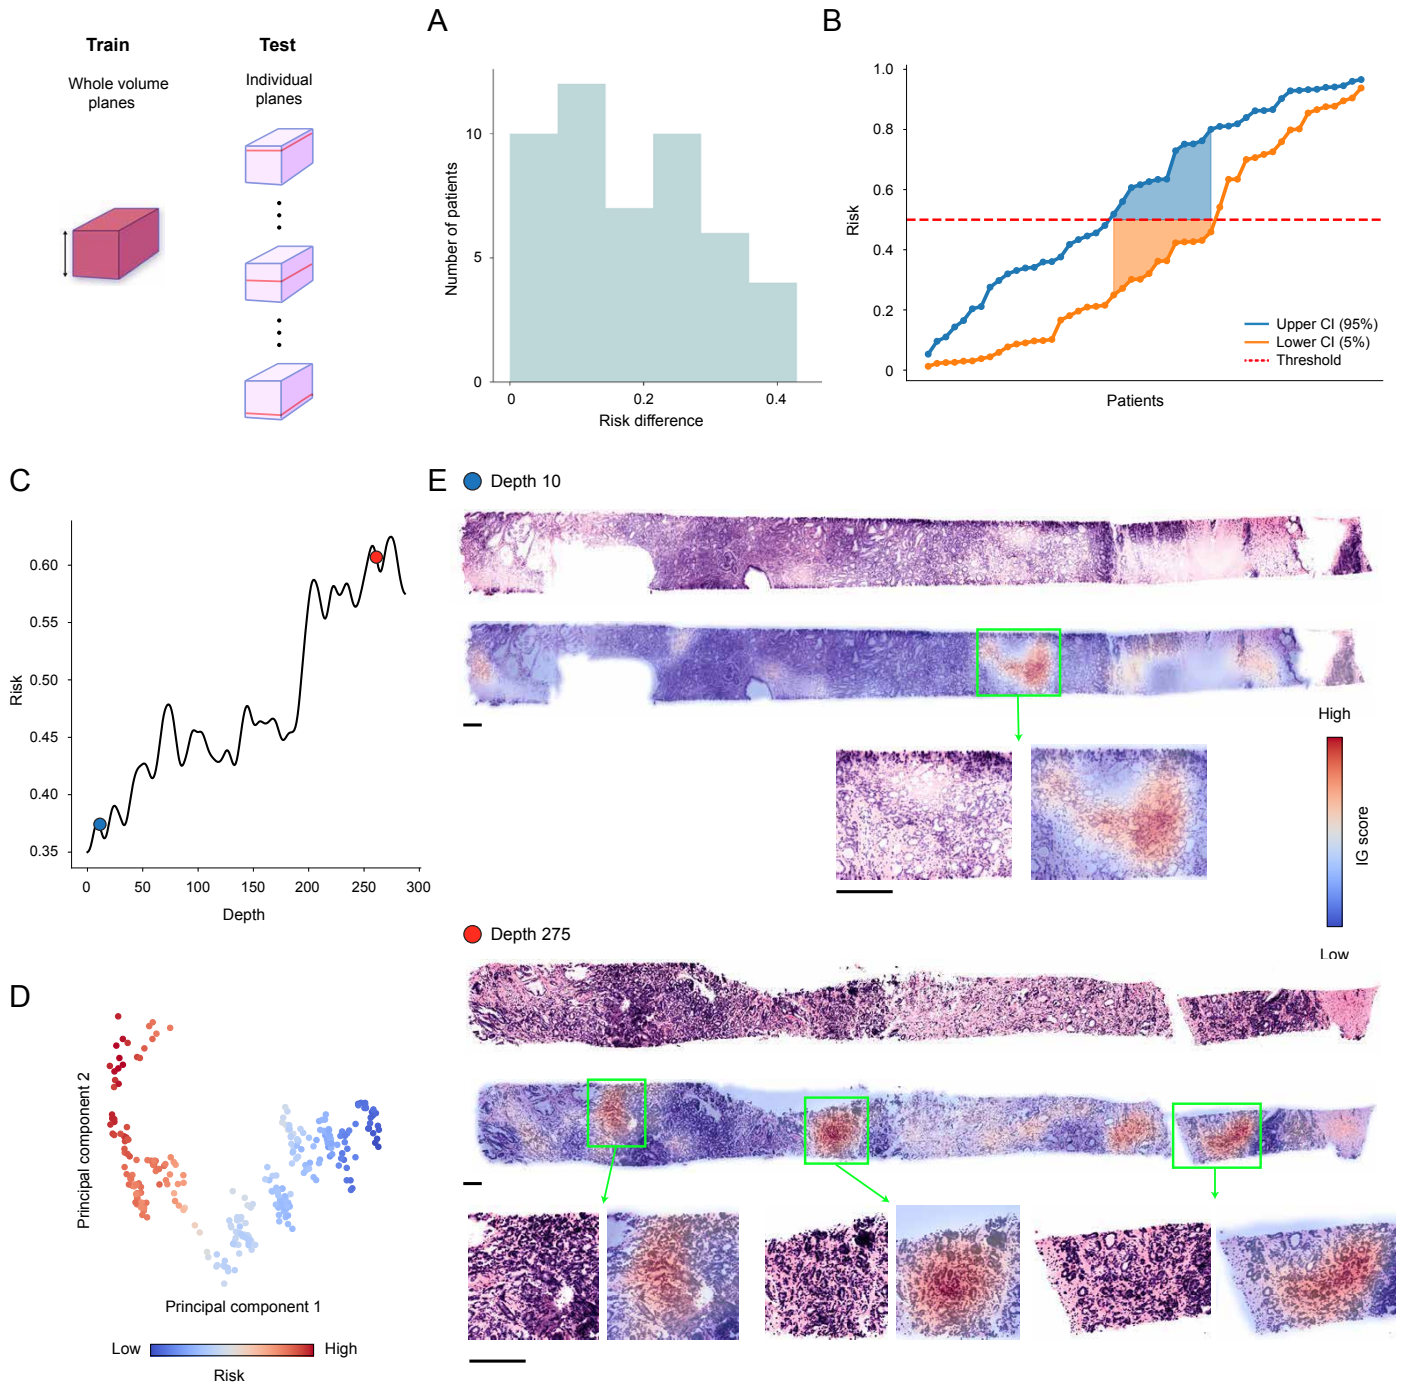 Train
Test
Whole volume
planes
Individual
planes
A
10
5
0
Number of patients
0
0.2
0.4
Risk difference
B
1.0
0.8
0.6
0.4
0.2
0
Risk
Upper CI (95%)
Lower CI (5%)
Threshold
Patients
C
0.60
0.55
0.50
0.45
0.40
0.35
Risk
0
50
100
150
200
250
300
Depth
D
Principal component 2
Principal component 1
Low
High
Risk
E
Depth 10
High
IG score
Low
Depth 275